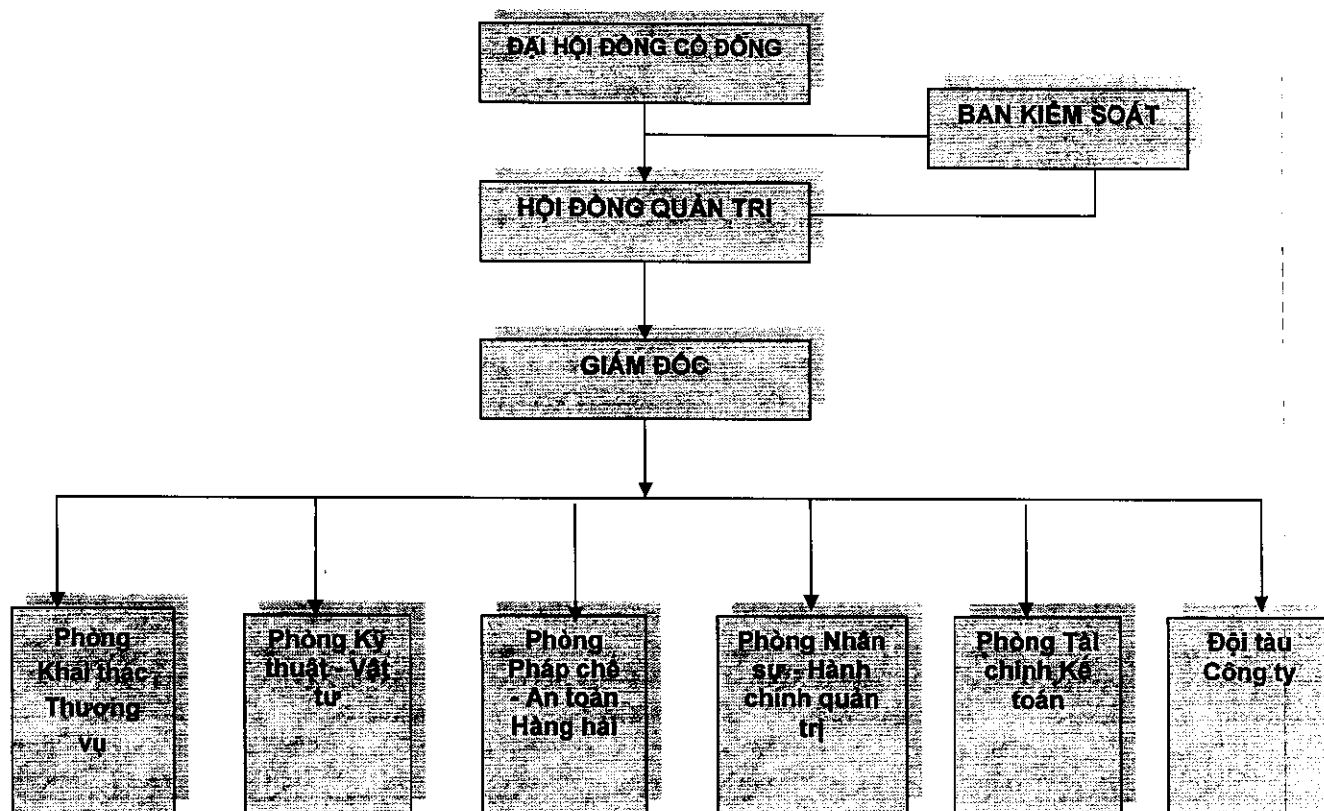 ĐẠI HỘI ĐỒNG CỔ ĐÔNG
BAN KIỂM SOÁT
HỘI ĐỒNG QUẢN TRỊ
GIÁM ĐỐC
Phòng
Khai thác -
Thương
vụ
Phòng Kỹ
thuật - Vật
tư
Phòng
Pháp chế
- An toàn
Hàng hải
Phòng Nhân
sự - Hành
chính quản
trị
Phòng Tài
chính Kế
toán
Đội tàu
Công ty